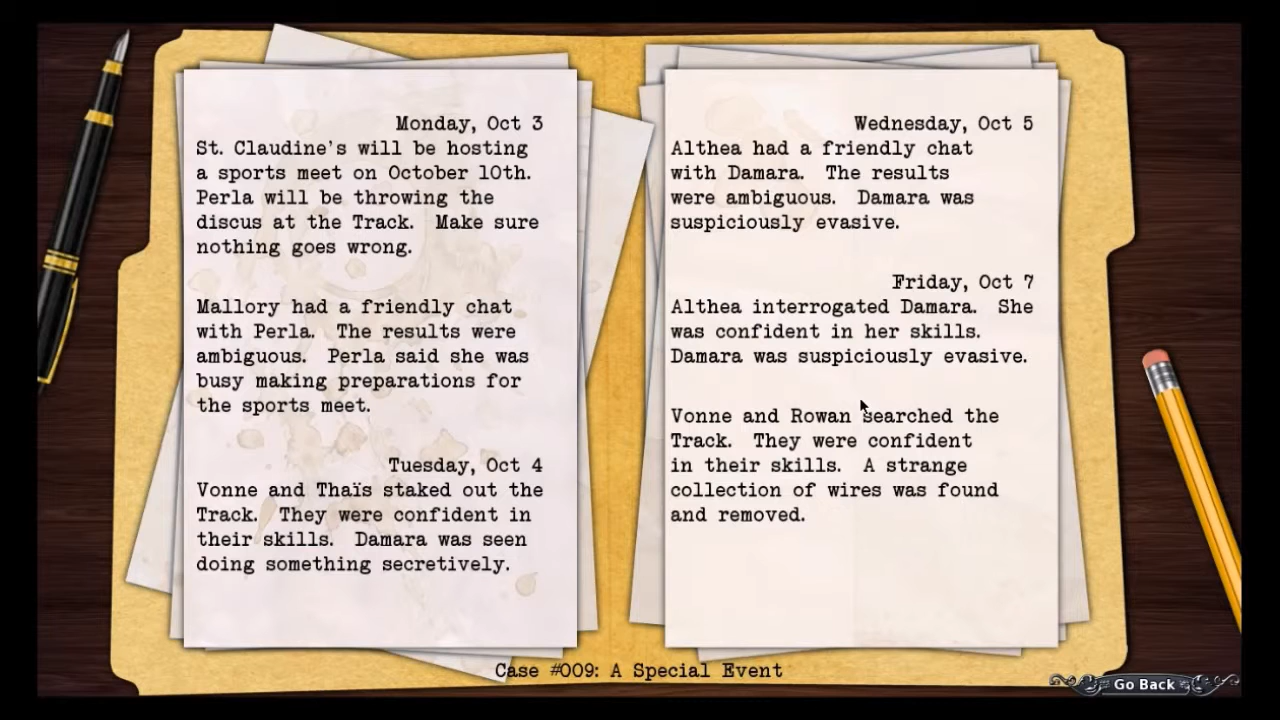 Monday, Oct 3
St. Claudine's will be hosting
a sports meet on October 10th.
Perla will be throwing the
discus at the Track.  Make sure
nothing goes wrong.
Mallory had a friendly chat
with Perla.  The results were
ambiguous.  Perla said she was
busy making preparations for
the sports meet.
Tuesday, Oct 4
Vonne and Thaïs staked out the
Track.  They were confident in
their skills.  Damara was seen
doing something secretively.
Wednesday, Oct 5
Althea had a friendly chat
with Damara.  The results
were ambiguous.  Damara was
suspiciously evasive.
Friday, Oct 7
Althea interrogated Damara.  She
was confident in her skills.
Damara was suspiciously evasive.
Vonne and Rowan searched the
Track.  They were confident
in their skills.  A strange
collection of wires was found
and removed.
Case #009: A Special Event
Go Back